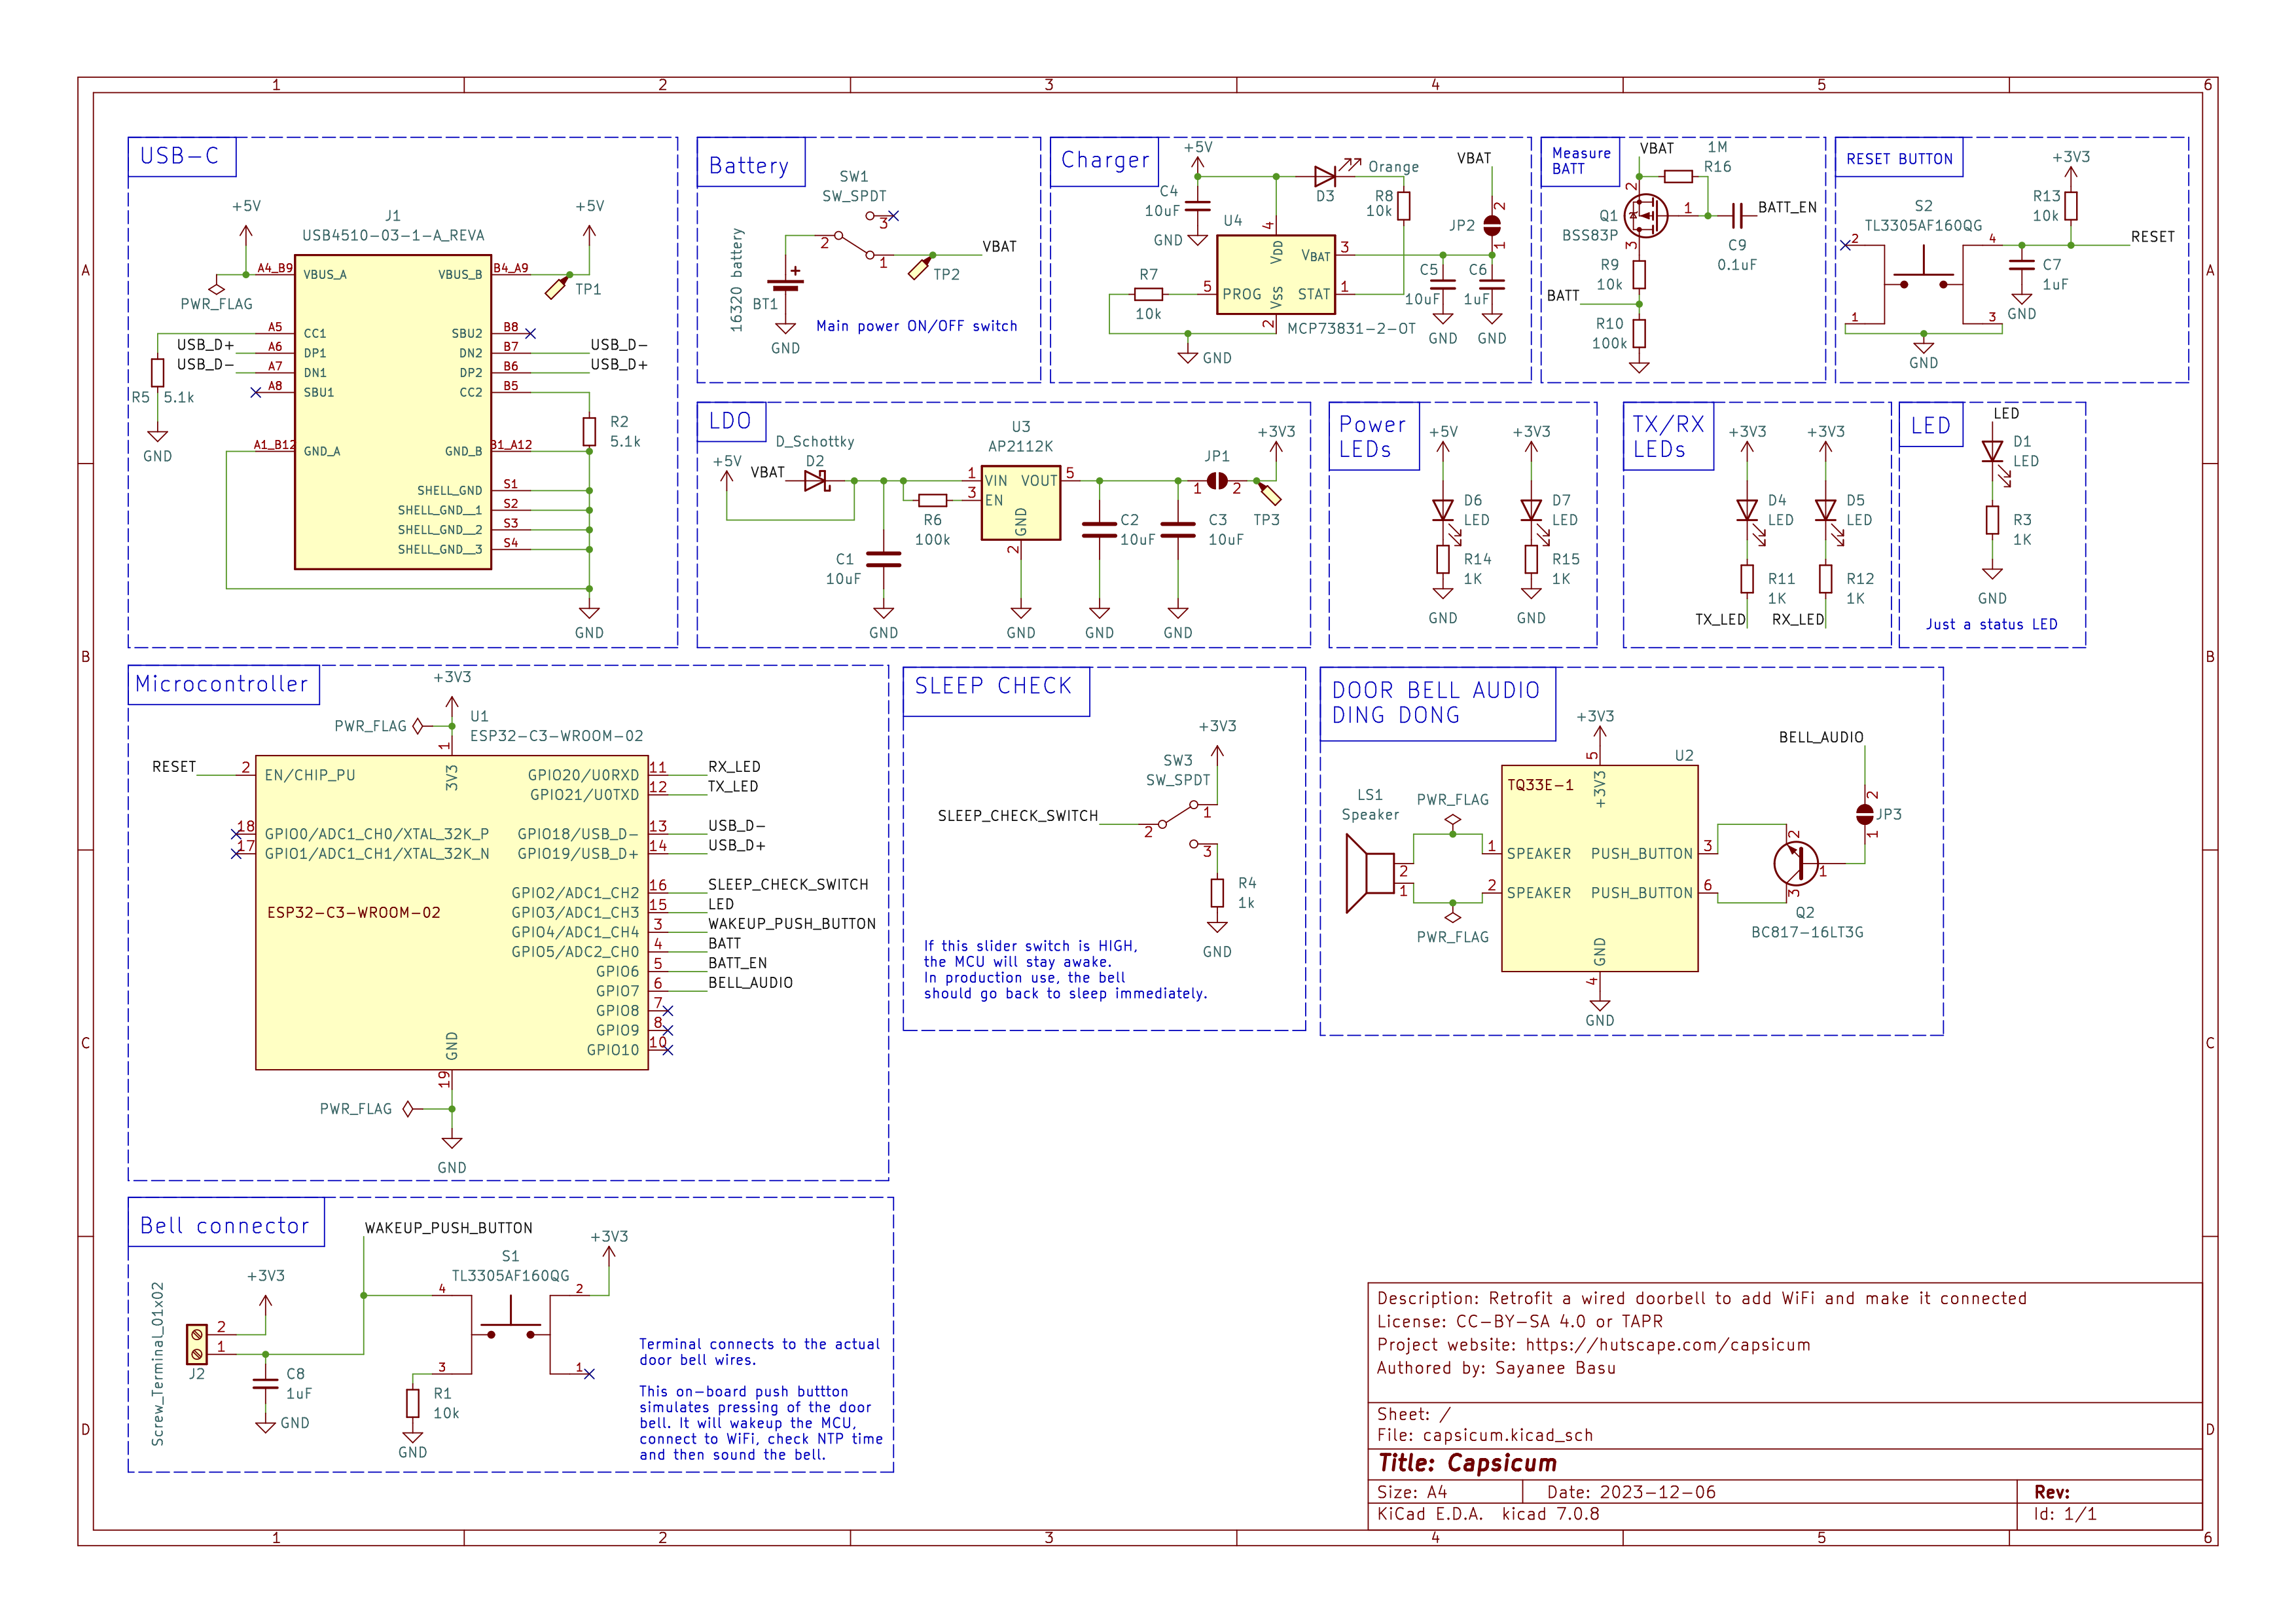 1 2 3 4 5 6
A
B
C
D
USB-C
+5V
+5V
J1
USB4510-03-1-A_REVA
A4_B9 VBUS_A VBUS_B B4_A9
PWR_FLAG
TP1
A5 CC1 SBU2 B8
USB_D+ A6 DP1 DN2 B7 USB_D-
USB_D- A7 DN1 DP2 B6 USB_D+
A8 SBU1 CC2 B5
R5 5.1k
R2
5.1k
GND
A1_B12 GND_A GND_B B1_A12
SHELL_GND S1
SHELL_GND__1 S2
SHELL_GND__2 S3
SHELL_GND__3 S4
GND
Battery
SW1
SW_SPDT
3
2
1
VBAT
TP2
16320 battery
+
BT1
GND
Main power ON/OFF switch
Charger
+5V
Orange
VBAT
D3
C4
10uF
GND
R8
10k
U4
4
VDD
2
JP2
1
VBAT 3
R7
10k
5 PROG
STAT 1
VSS
2
MCP73831-2-OT
C5
10uF
C6
1uF
GND
GND
GND
Measure
BATT
VBAT
1M
R16
2
Q1
BSS83P
1
BATT_EN
3
C9
0.1uF
R9
10k
BATT
R10
100k
RESET BUTTON
+3V3
R13
10k
S2
TL3305AF160QG
2
4
RESET
C7
1uF
GND
1
3
GND
LDO
D_Schottky
D2
+5V
VBAT
U3
AP2112K
1 VIN VOUT 5
3 EN
GND
2
R6
100k
C1
10uF
C2
10uF
C3
10uF
JP1
1 2
+3V3
TP3
GND
GND
GND
GND
Power
LEDs
+5V
+3V3
D6
LED
D7
LED
R14
1K
R15
1K
GND
GND
TX/RX
LEDs
+3V3
+3V3
D4
LED
D5
LED
R11
1K
R12
1K
TX_LED
RX_LED
LED
LED
D1
LED
R3
1K
GND
Just a status LED
Microcontroller
+3V3
PWR_FLAG
U1
ESP32-C3-WROOM-02
1
3V3
RESET 2 EN/CHIP_PU
18 GPIO0/ADC1_CH0/XTAL_32K_P
17 GPIO1/ADC1_CH1/XTAL_32K_N
ESP32-C3-WROOM-02
GPIO20/U0RXD 11 RX_LED
GPIO21/U0TXD 12 TX_LED
GPIO18/USB_D- 13 USB_D-
GPIO19/USB_D+ 14 USB_D+
GPIO2/ADC1_CH2 16 SLEEP_CHECK_SWITCH
GPIO3/ADC1_CH3 15 LED
GPIO4/ADC1_CH4 3 WAKEUP_PUSH_BUTTON
GPIO5/ADC2_CH0 4 BATT
GPIO6 5 BATT_EN
GPIO7 6 BELL_AUDIO
GPIO8 7
GPIO9 8
GPIO10 10
GND
19
PWR_FLAG
GND
SLEEP CHECK
+3V3
SW3
SW_SPDT
1
SLEEP_CHECK_SWITCH
2
3
R4
1k
GND
If this slider switch is HIGH,
the MCU will stay awake.
In production use, the bell
should go back to sleep immediately.
DOOR BELL AUDIO
DING DONG
+3V3
5
U2
TQ33E-1
+3V3
BELL_AUDIO
2
JP3
1
LS1
Speaker
PWR_FLAG
2
1
1 SPEAKER
2 SPEAKER
PUSH_BUTTON 3
PUSH_BUTTON 6
2
1
3
PWR_FLAG
Q2
BC817-16LT3G
GND
4
GND
Bell connector
WAKEUP_PUSH_BUTTON
+3V3
+3V3
S1
TL3305AF160QG
4
2
3
1
Screw_Terminal_01x02
2
1
J2
C8
1uF
GND
R1
10k
GND
Terminal connects to the actual
door bell wires.
This on-board push buttton
simulates pressing of the door
bell. It will wakeup the MCU,
connect to WiFi, check NTP time
and then sound the bell.
Description: Retrofit a wired doorbell to add WiFi and make it connected
License: CC-BY-SA 4.0 or TAPR
Project website: https://hutscape.com/capsicum
Authored by: Sayanee Basu
Sheet: /
File: capsicum.kicad_sch
Title: Capsicum
Size: A4 Date: 2023-12-06 Rev:
KiCad E.D.A. kicad 7.0.8 Id: 1/1
A
B
C
D
1 2 3 4 5 6